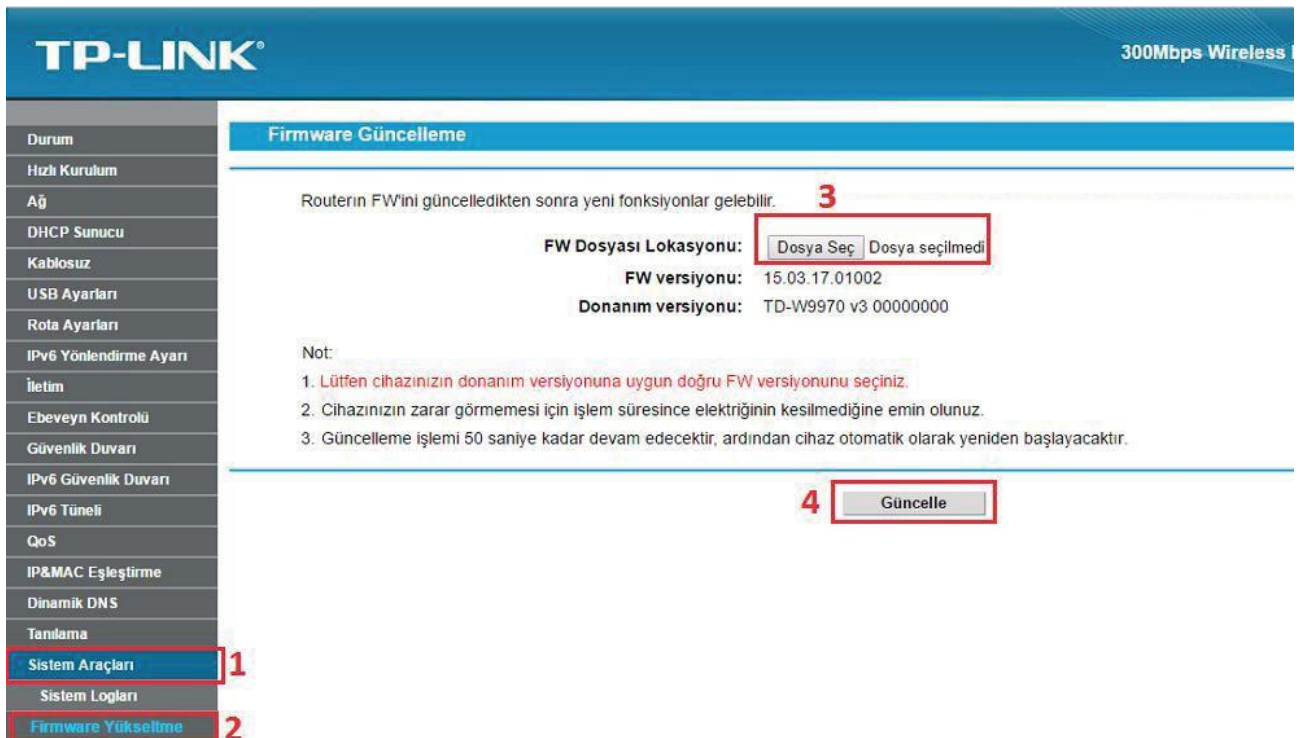 TP-LINK®
300Mbps Wireless
Durum
Hızlı Kurulum
Ağ
DHCP Sunucu
Kablosuz
USB Ayarları
Rota Ayarları
IPv6 Yönlendirme Ayarı
İletim
Ebeveyn Kontrolü
Güvenlik Duvarı
IPv6 Güvenlik Duvarı
IPv6 Tüneli
QoS
IP&MAC Eşleştirme
Dinamik DNS
Tanılama
Sistem Araçları 1
Sistem Logları
Firmware Yükseltme 2
Firmware Güncelleme
Routerın FW'ini güncelledikten sonra yeni fonksiyonlar gelebilir. 3
FW Dosyası Lokasyonu: Dosya Seç Dosya seçilmedi
FW versiyonu: 15.03.17.01002
Donanım versiyonu: TD-W9970 v3 00000000
Not:
1. Lütfen cihazınızın donanım versiyonuna uygun doğru FW versiyonunu seçiniz.
2. Cihazınızın zarar görmemesi için işlem süresince elektriğinin kesilmediğine emin olunuz.
3. Güncelleme işlemi 50 saniye kadar devam edecektir, ardından cihaz otomatik olarak yeniden başlayacaktır.
4 Güncelle